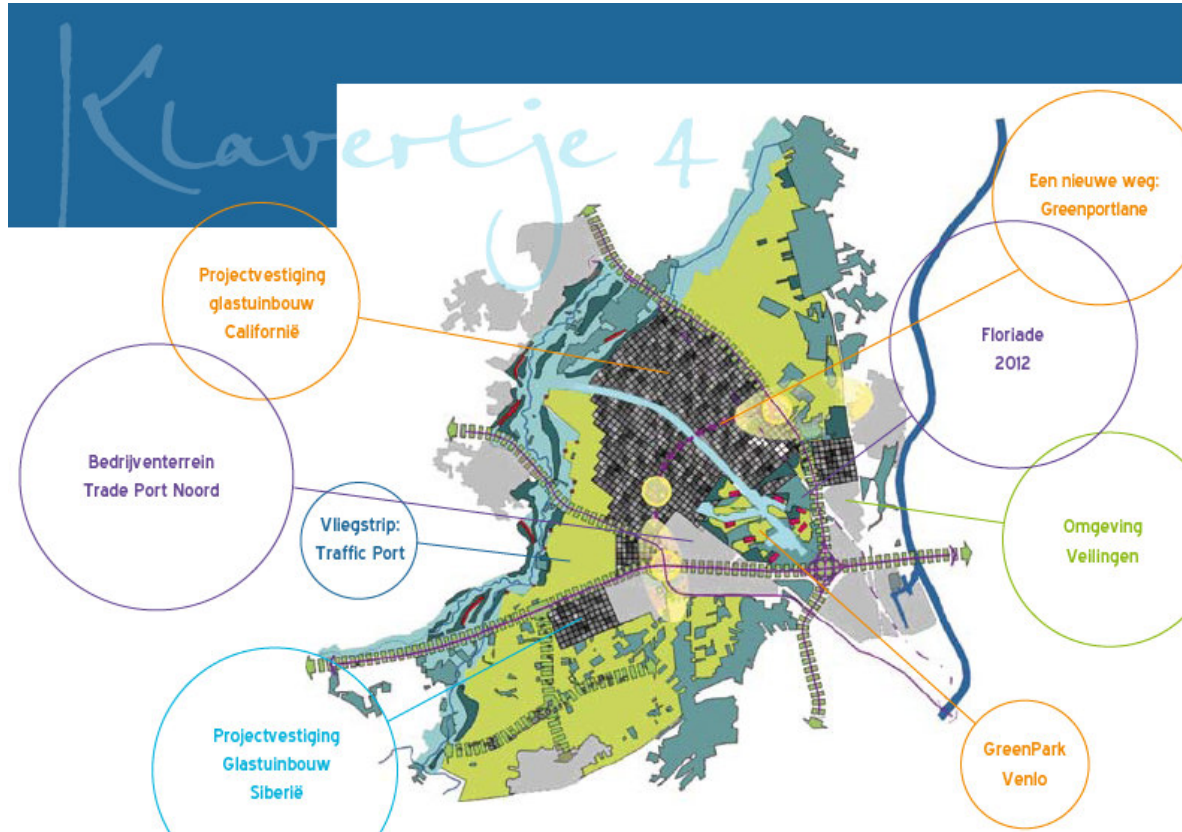 Klavertje 4
Een nieuwe weg:
Greenportlane
Projectvestiging
glastuinbouw
Californië
Floriade
2012
Bedrijventerrein
Trade Port Noord
Vliegstrip:
Traffic Port
Omgeving
Veilingen
Projectvestiging
Glastuinbouw
Siberië
GreenPark
Venlo